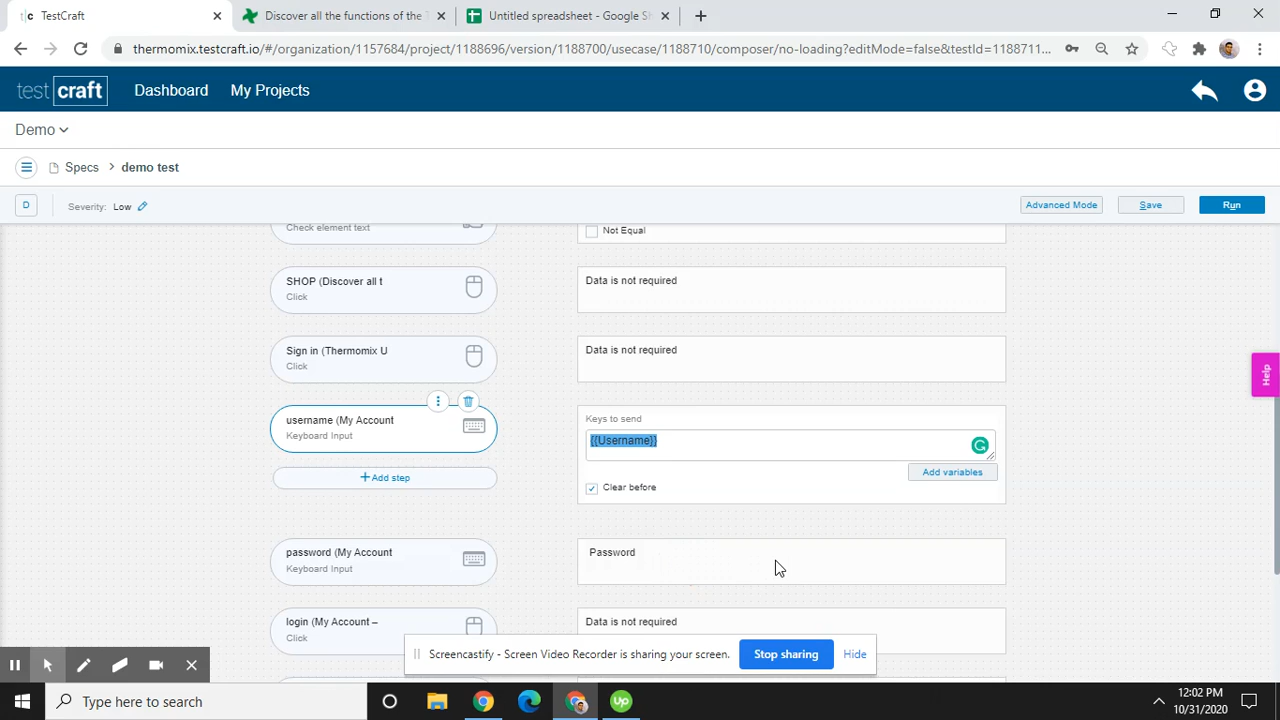 TestCraft
Discover all the functions of the T
Untitled spreadsheet - Google Sh
thermomix.testcraft.io/#/organization/1157684/project/1188696/version/1188700/usecase/1188710/composer/no-loading?editMode=false&testId=1188711...
test craft
Dashboard
My Projects
Demo
Specs > demo test
D
Severity: Low
Advanced Mode
Save
Run
Check element text
Not Equal
SHOP (Discover all t
Click
Data is not required
Sign in (Thermomix U
Click
Data is not required
Help
username (My Account
Keyboard Input
Keys to send
{{Username}}
Add variables
Clear before
+ Add step
password (My Account
Keyboard Input
Password
login (My Account –
Click
Data is not required
Screencastify - Screen Video Recorder is sharing your screen.
Stop sharing
Hide
Type here to search
Up
12:02 PM
10/31/2020